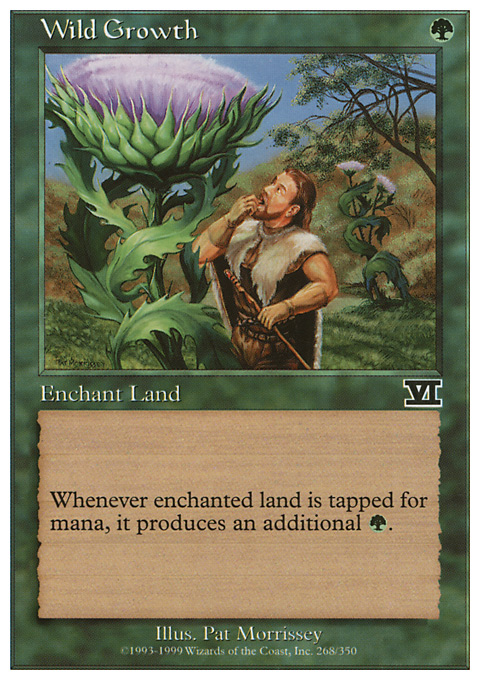 Wild Growth
Enchant Land
VI
Whenever enchanted land is tapped for
mana, it produces an additional .
Illus. Pat Morrissey
©1993-1999 Wizards of the Coast, Inc. 268/350